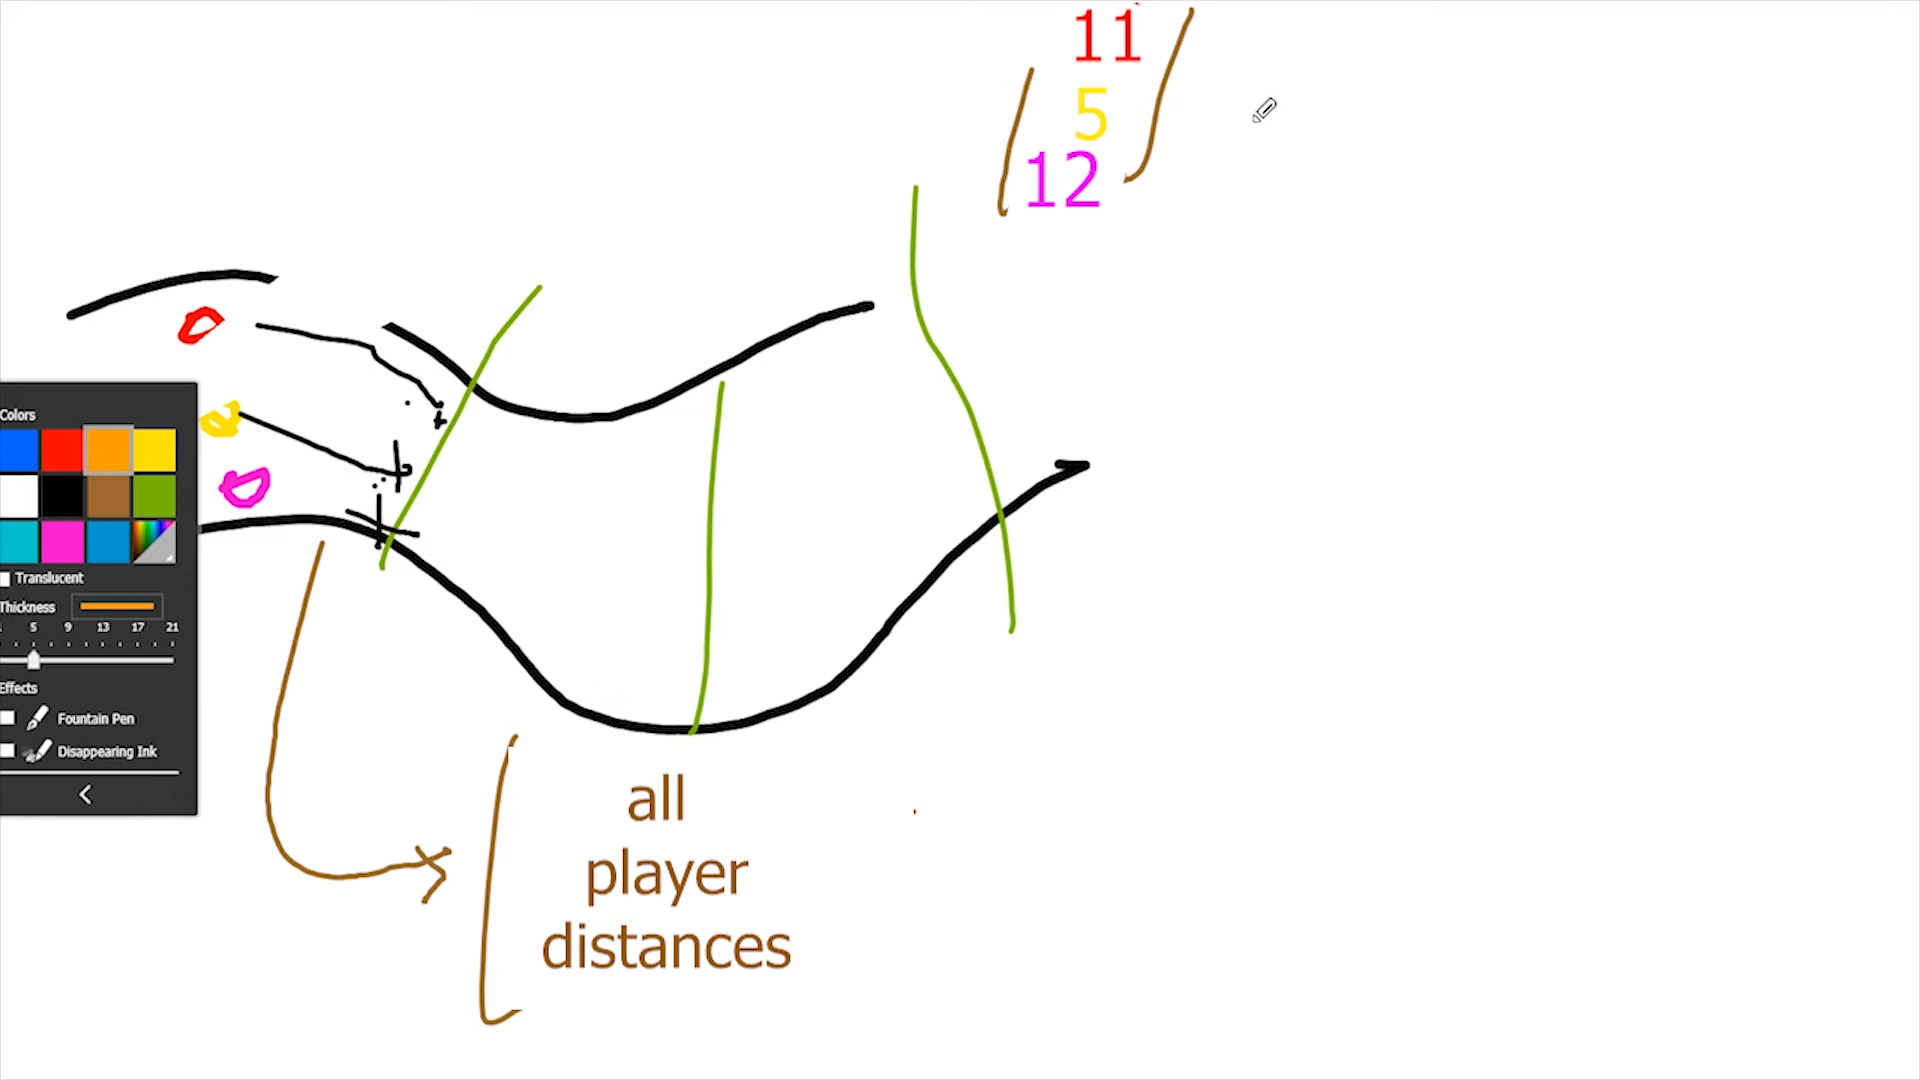 11
5
12
Colors
Translucent
Thickness
5 9 13 17 21
Effects
Fountain Pen
Disappearing Ink
all
player
distances